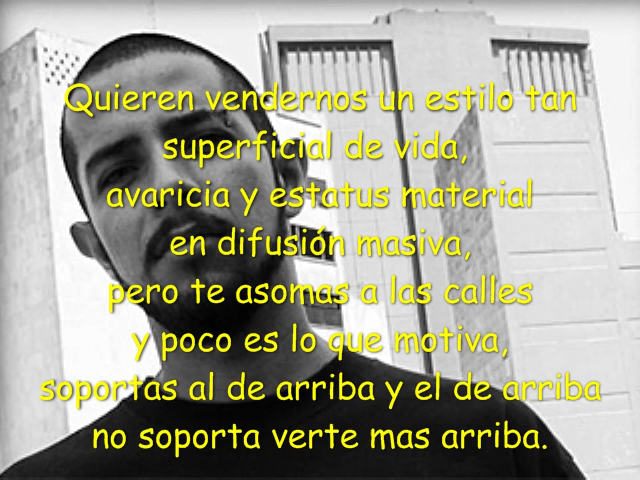 Quieren vendernos un estilo tan
superficial de vida,
avaricia y estatus material
en difusión masiva,
pero te asomas a las calles
y poco es lo que motiva,
soportas al de arriba y el de arriba
no soporta verte mas arriba.